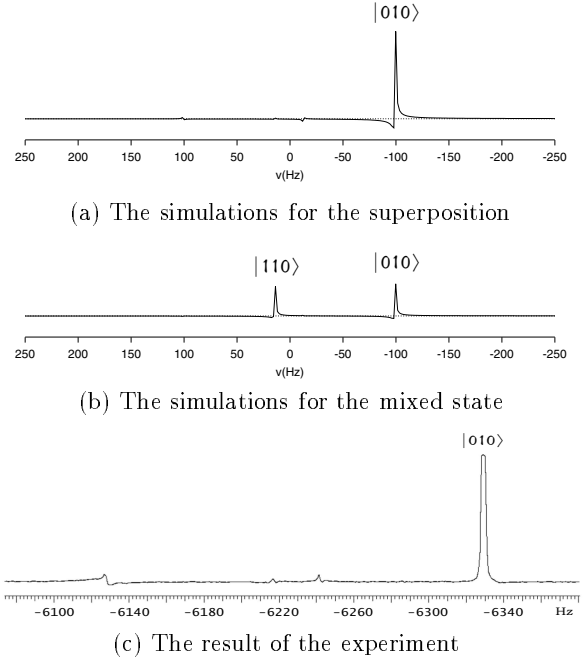 |010⟩
250 200 150 100 50 0 -50 -100 -150 -200 -250
v(Hz)
(a) The simulations for the superposition
|110⟩ |010⟩
250 200 150 100 50 0 -50 -100 -150 -200 -250
v(Hz)
(b) The simulations for the mixed state
|010⟩
-6100 -6140 -6180 -6220 -6260 -6300 -6340 Hz
(c) The result of the experiment